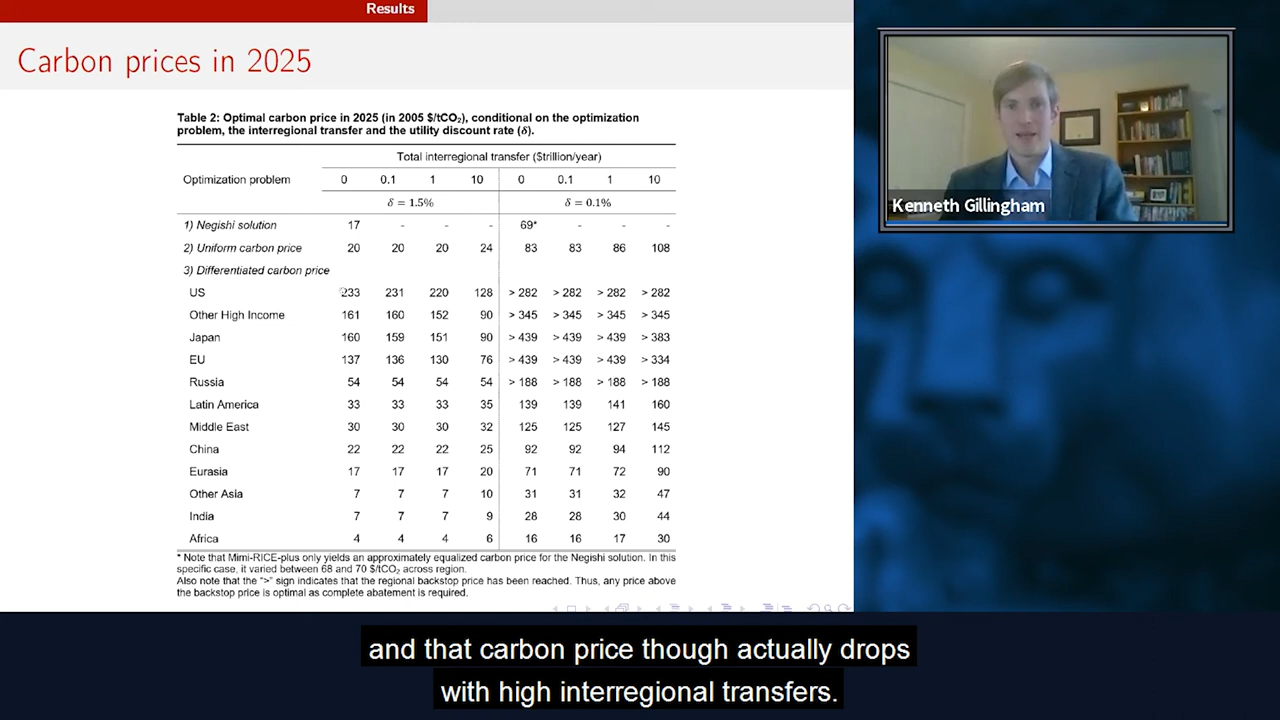 Results
Carbon prices in 2025
Table 2: Optimal carbon price in 2025 (in 2005 $/tCO₂), conditional on the optimization
problem, the interregional transfer and the utility discount rate (δ).
Total interregional transfer ($trillion/year)
Optimization problem 0 0.1 1 10 0 0.1 1 10
δ = 1.5% δ = 0.1%
1) Negishi solution 17 - - - 69* - - -
2) Uniform carbon price 20 20 20 24 83 83 86 108
3) Differentiated carbon price
US 233 231 220 128 > 282 > 282 > 282 > 282
Other High Income 161 160 152 90 > 345 > 345 > 345 > 345
Japan 160 159 151 90 > 439 > 439 > 439 > 383
EU 137 136 130 76 > 439 > 439 > 439 > 334
Russia 54 54 54 54 > 188 > 188 > 188 > 188
Latin America 33 33 33 35 139 139 141 160
Middle East 30 30 30 32 125 125 127 145
China 22 22 22 25 92 92 94 112
Eurasia 17 17 17 20 71 71 72 90
Other Asia 7 7 7 10 31 31 32 47
India 7 7 7 9 28 28 30 44
Africa 4 4 4 6 16 16 17 30
* Note that Mimi-RICE-plus only yields an approximately equalized carbon price for the Negishi solution. In this
specific case, it varied between 68 and 70 $/tCO₂ across region.
Also note that the ">" sign indicates that the regional backstop price has been reached. Thus, any price above
the backstop price is optimal as complete abatement is required.
Kenneth Gillingham
and that carbon price though actually drops
with high interregional transfers.